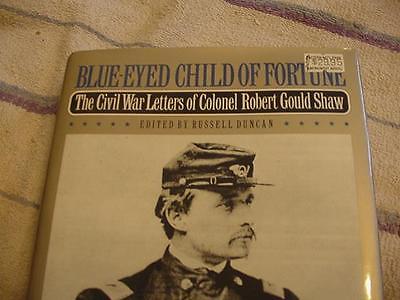 BLUE-EYED CHILD OF FORTUNE
The Civil War Letters of Colonel Robert Gould Shaw
EDITED BY RUSSELL DUNCAN